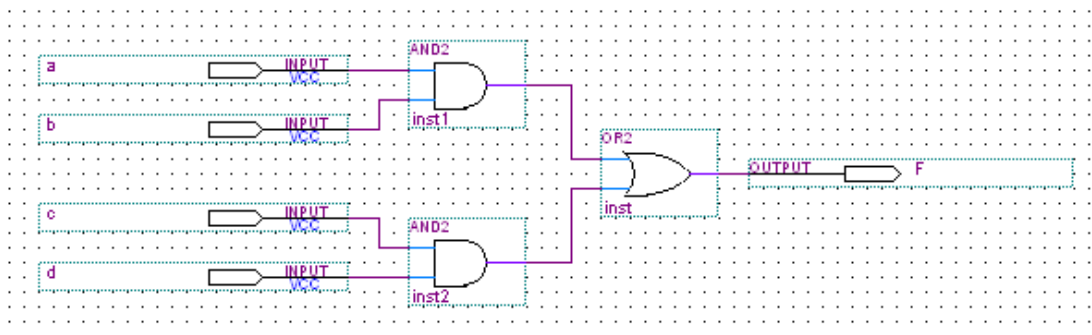 a INPUT
VCC
b INPUT
VCC
AND2
inst1
OR2
inst
OUTPUT F
c INPUT
VCC
d INPUT
VCC
AND2
inst2